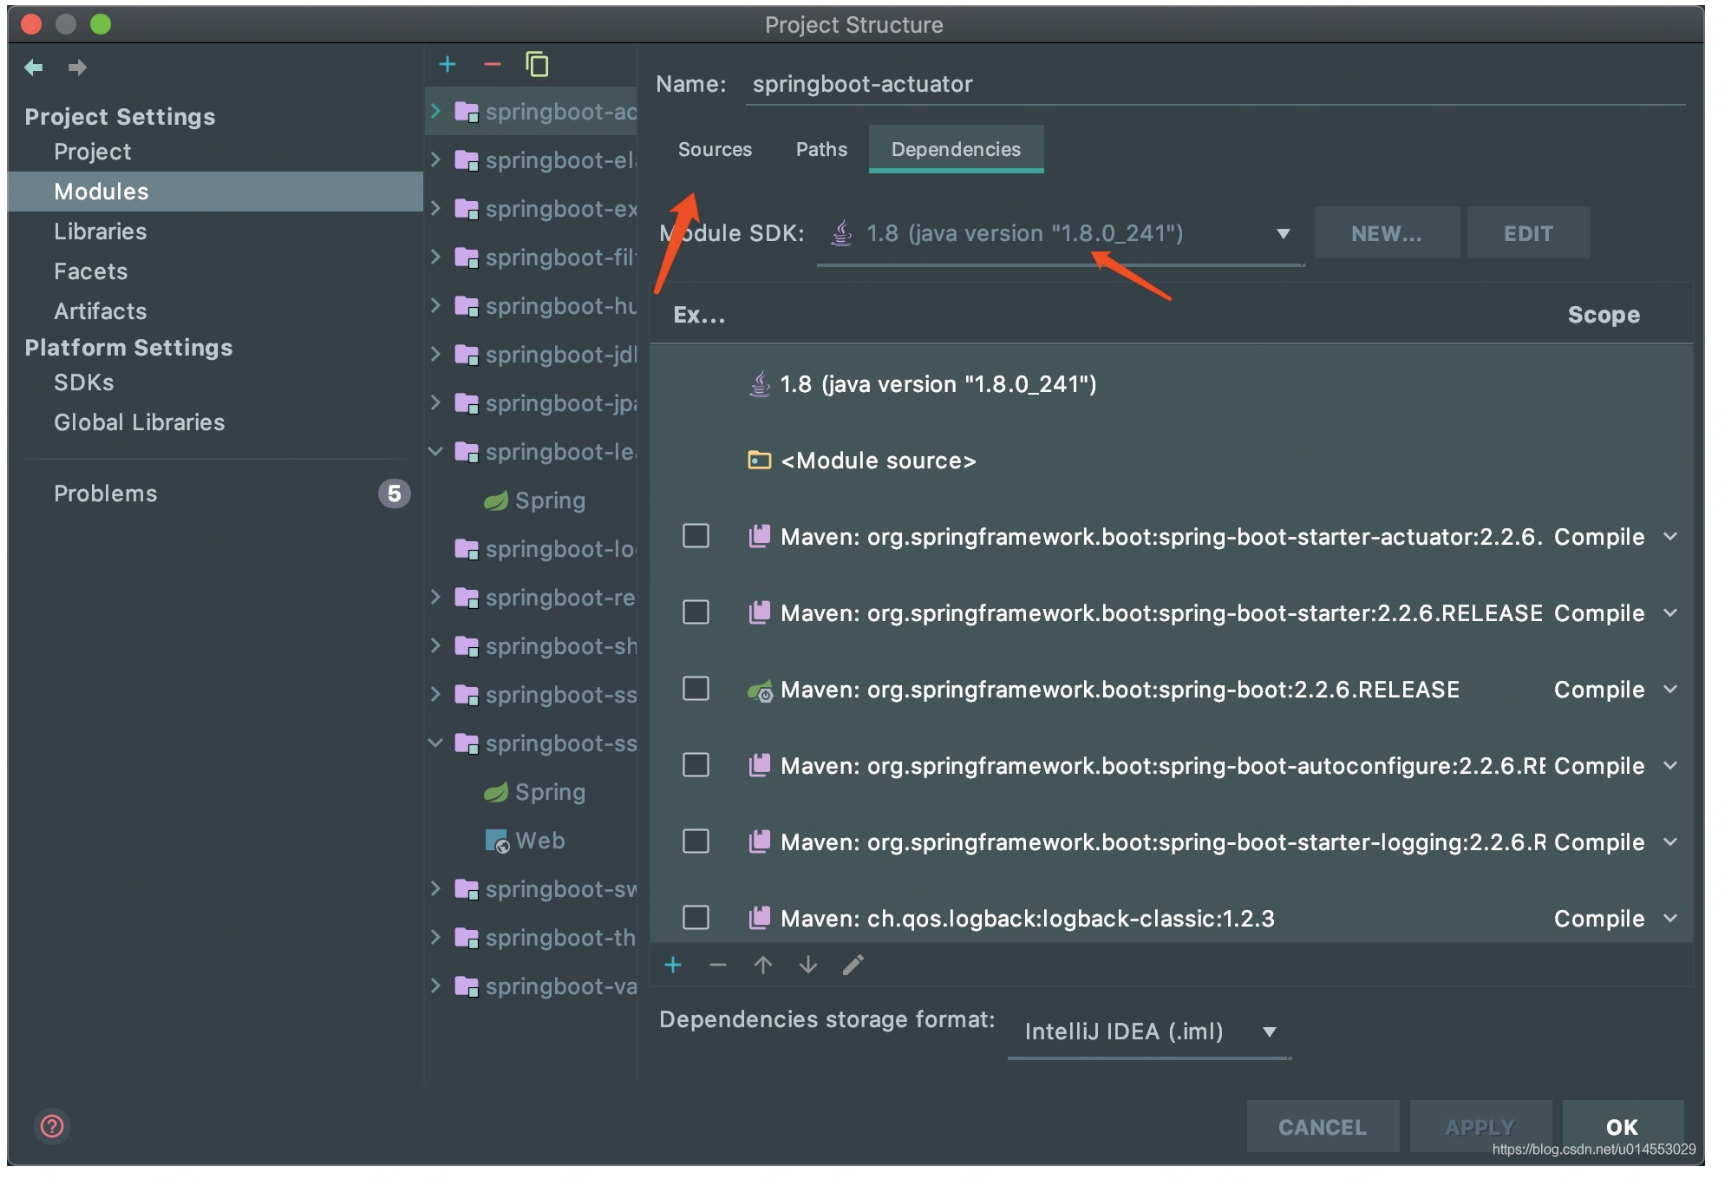 Project Structure
Project Settings
Project
Modules
Libraries
Facets
Artifacts
Platform Settings
SDKs
Global Libraries
Problems
5
springboot-ac
springboot-el
springboot-ex
springboot-fil
springboot-hu
springboot-jd
springboot-jpa
springboot-le
Spring
springboot-lo
springboot-re
springboot-sh
springboot-ss
springboot-ss
Spring
Web
springboot-sw
springboot-th
springboot-va
Name: springboot-actuator
Sources Paths Dependencies
Module SDK: 1.8 (java version "1.8.0_241") NEW... EDIT
Ex... Scope
1.8 (java version "1.8.0_241")
<Module source>
Maven: org.springframework.boot:spring-boot-starter-actuator:2.2.6. Compile
Maven: org.springframework.boot:spring-boot-starter:2.2.6.RELEASE Compile
Maven: org.springframework.boot:spring-boot:2.2.6.RELEASE Compile
Maven: org.springframework.boot:spring-boot-autoconfigure:2.2.6.RE Compile
Maven: org.springframework.boot:spring-boot-starter-logging:2.2.6.R Compile
Maven: ch.qos.logback:logback-classic:1.2.3 Compile
Dependencies storage format: IntelliJ IDEA (.iml)
?
CANCEL APPLY OK
https://blog.csdn.net/u014553029